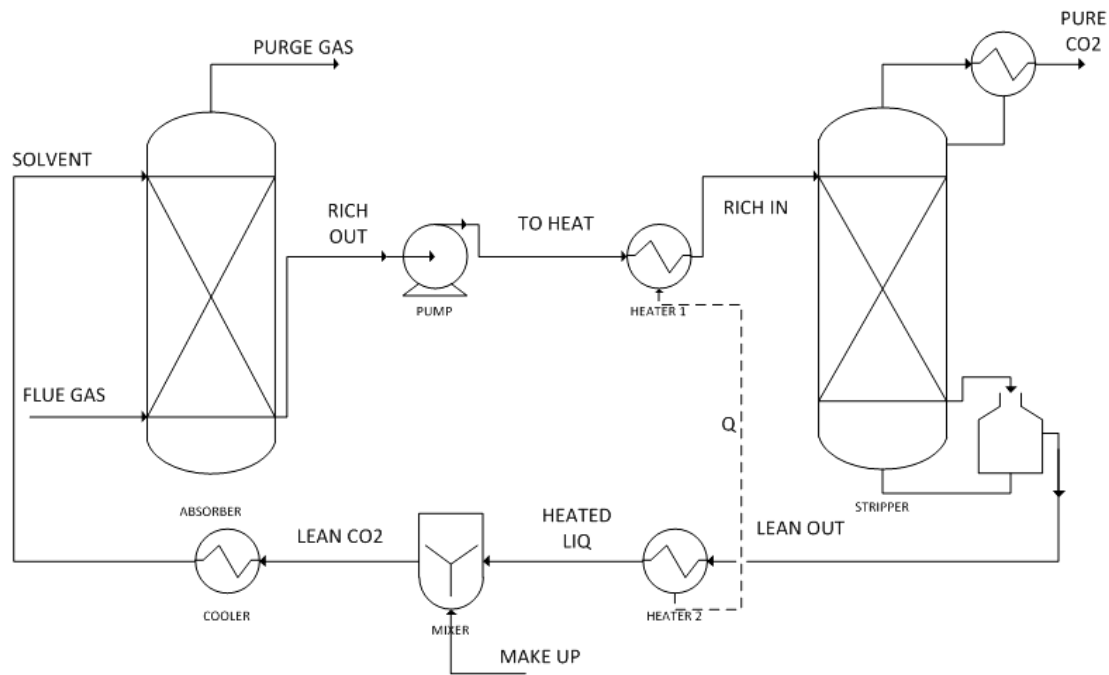 PURE
CO2
PURGE GAS
SOLVENT
RICH
OUT
TO HEAT
RICH IN
PUMP
HEATER 1
FLUE GAS
Q
ABSORBER
STRIPPER
LEAN CO2
HEATED
LIQ
LEAN OUT
COOLER
MIXER
HEATER 2
MAKE UP